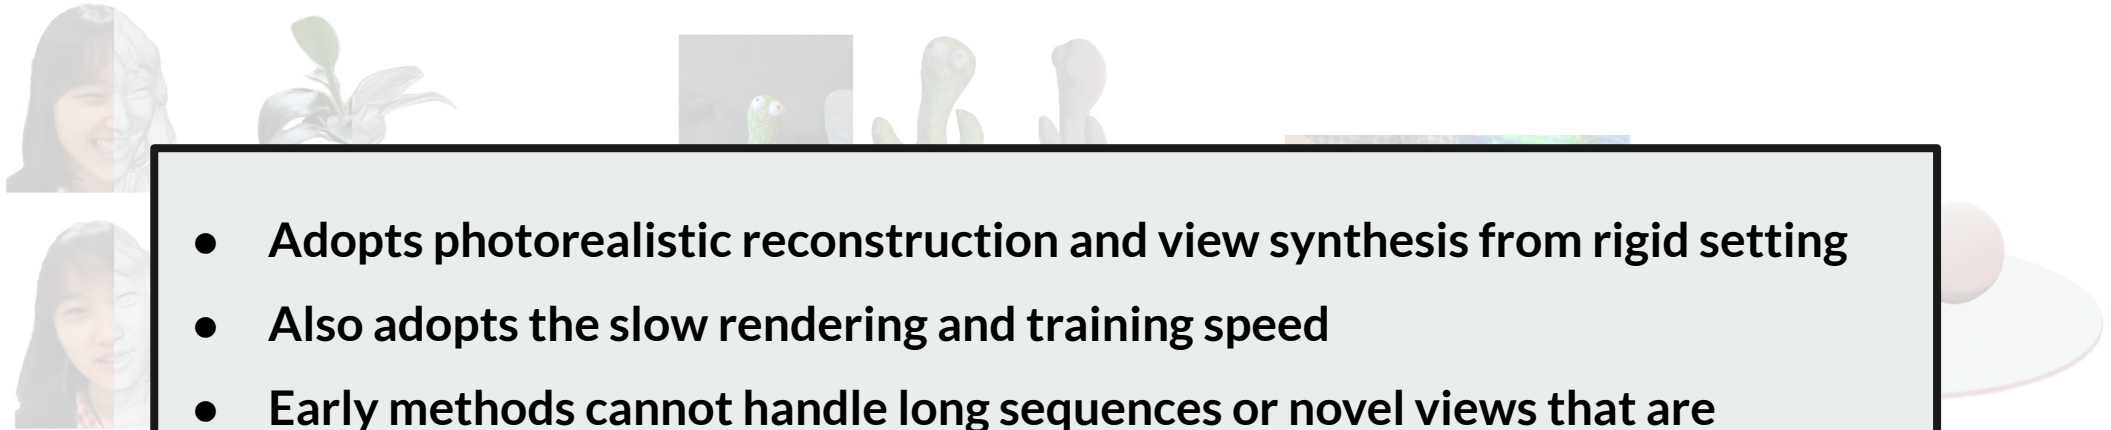 ● Adopts photorealistic reconstruction and view synthesis from rigid setting
● Also adopts the slow rendering and training speed
● Early methods cannot handle long sequences or novel views that are